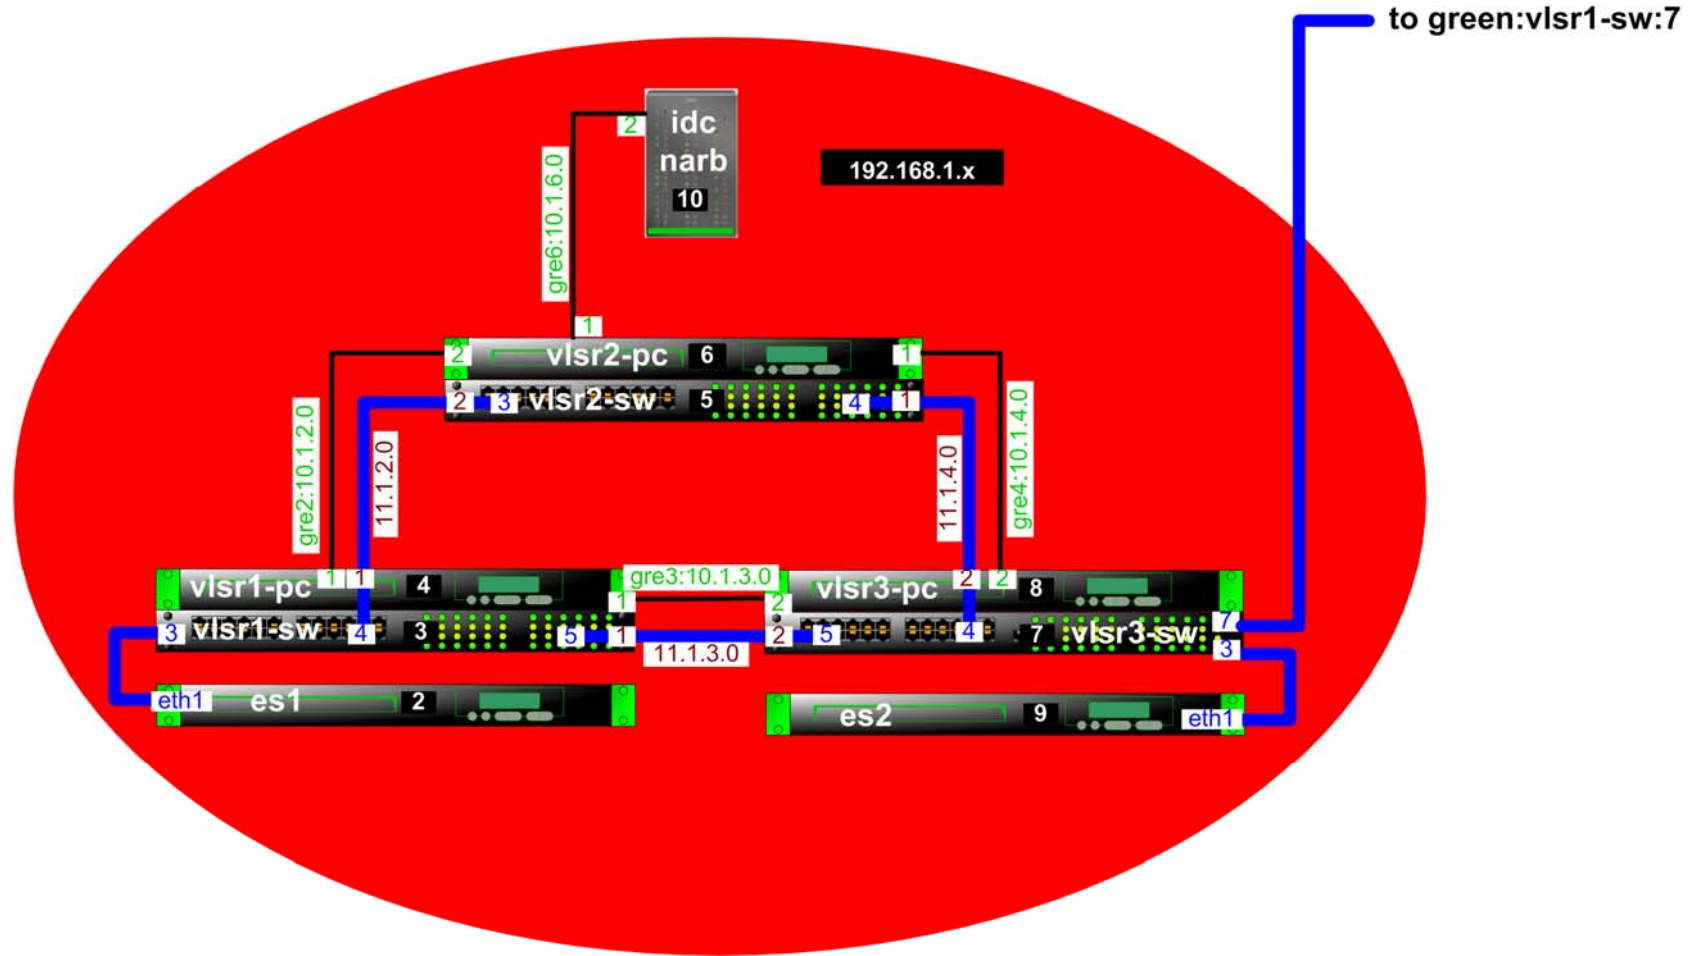 to green:vlsr1-sw:7
2
idc
narb
10
192.168.1.x
gre6:10.1.6.0
1
2
vlsr2-pc
6
1
2
3
vlsr2-sw
5
4
1
gre2:10.1.2.0
11.1.2.0
11.1.4.0
gre4:10.1.4.0
vlsr1-pc
1
1
4
gre3:10.1.3.0
1
2
vlsr3-pc
2
2
8
3
vlsr1-sw
4
3
5
1
11.1.3.0
2
5
4
7
vlsr3-sw
7
3
eth1
es1
2
es2
9
eth1